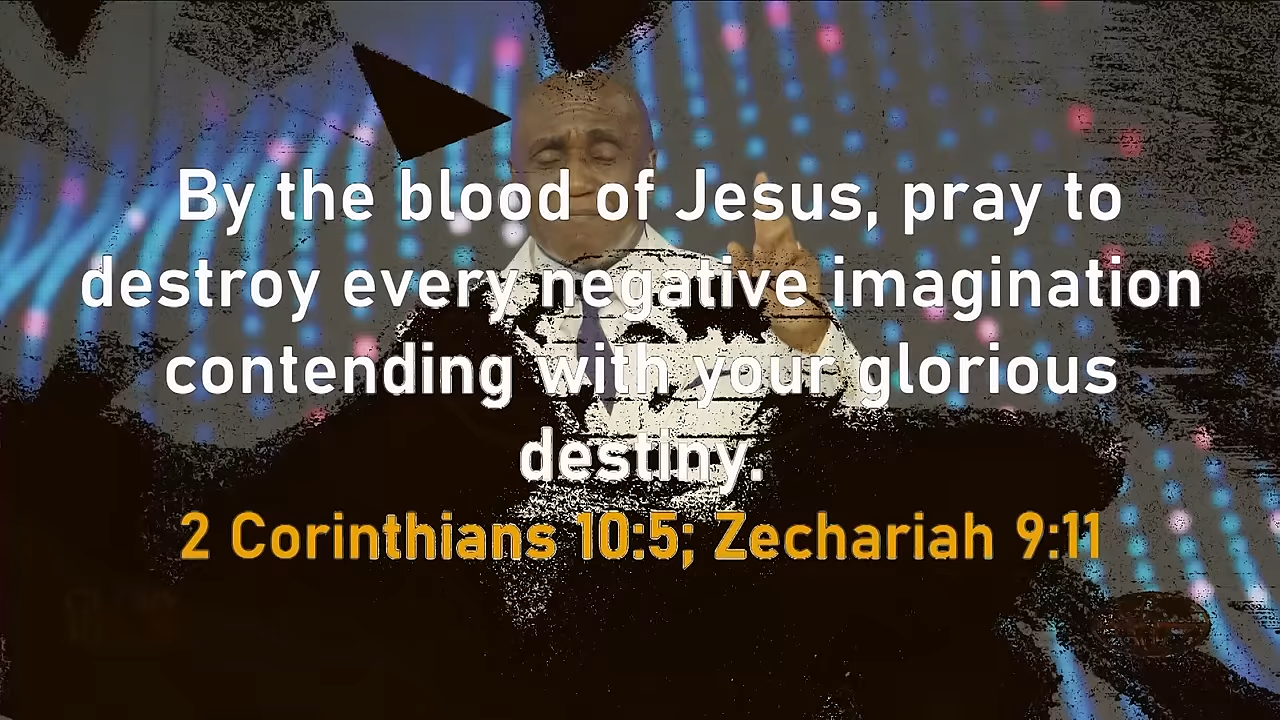 By the blood of Jesus, pray to
destroy every negative imagination
contending with your glorious
destiny.
2 Corinthians 10:5; Zechariah 9:11